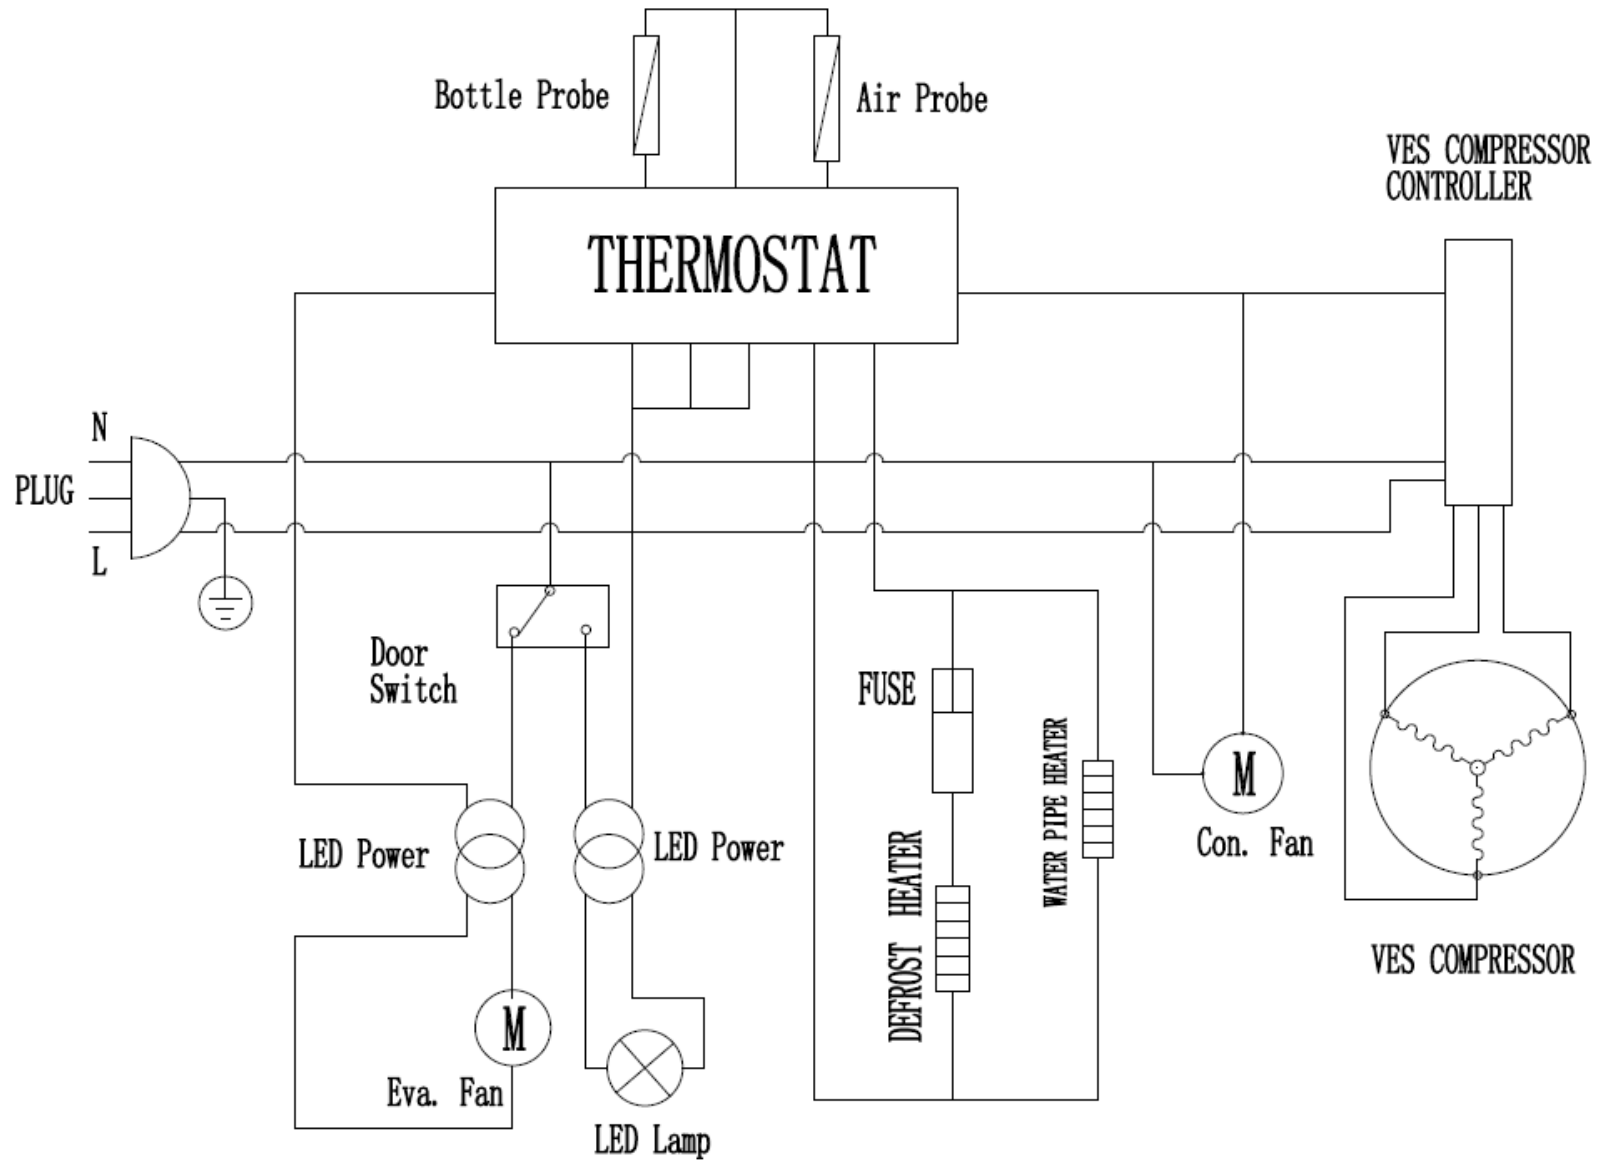 Bottle Probe
Air Probe
VES COMPRESSOR
CONTROLLER
THERMOSTAT
N
PLUG
L
Door
Switch
FUSE
WATER PIPE HEATER
M
LED Power
LED Power
Con. Fan
DEFROST HEATER
VES COMPRESSOR
M
Eva. Fan
LED Lamp